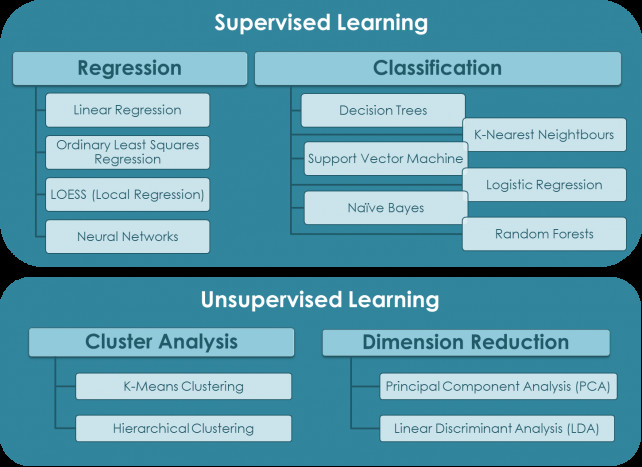 Supervised Learning
Regression
Linear Regression
Ordinary Least Squares
Regression
LOESS (Local Regression)
Neural Networks
Classification
Decision Trees
K-Nearest Neighbours
Support Vector Machine
Logistic Regression
Naïve Bayes
Random Forests
Unsupervised Learning
Cluster Analysis
K-Means Clustering
Hierarchical Clustering
Dimension Reduction
Principal Component Analysis (PCA)
Linear Discriminant Analysis (LDA)